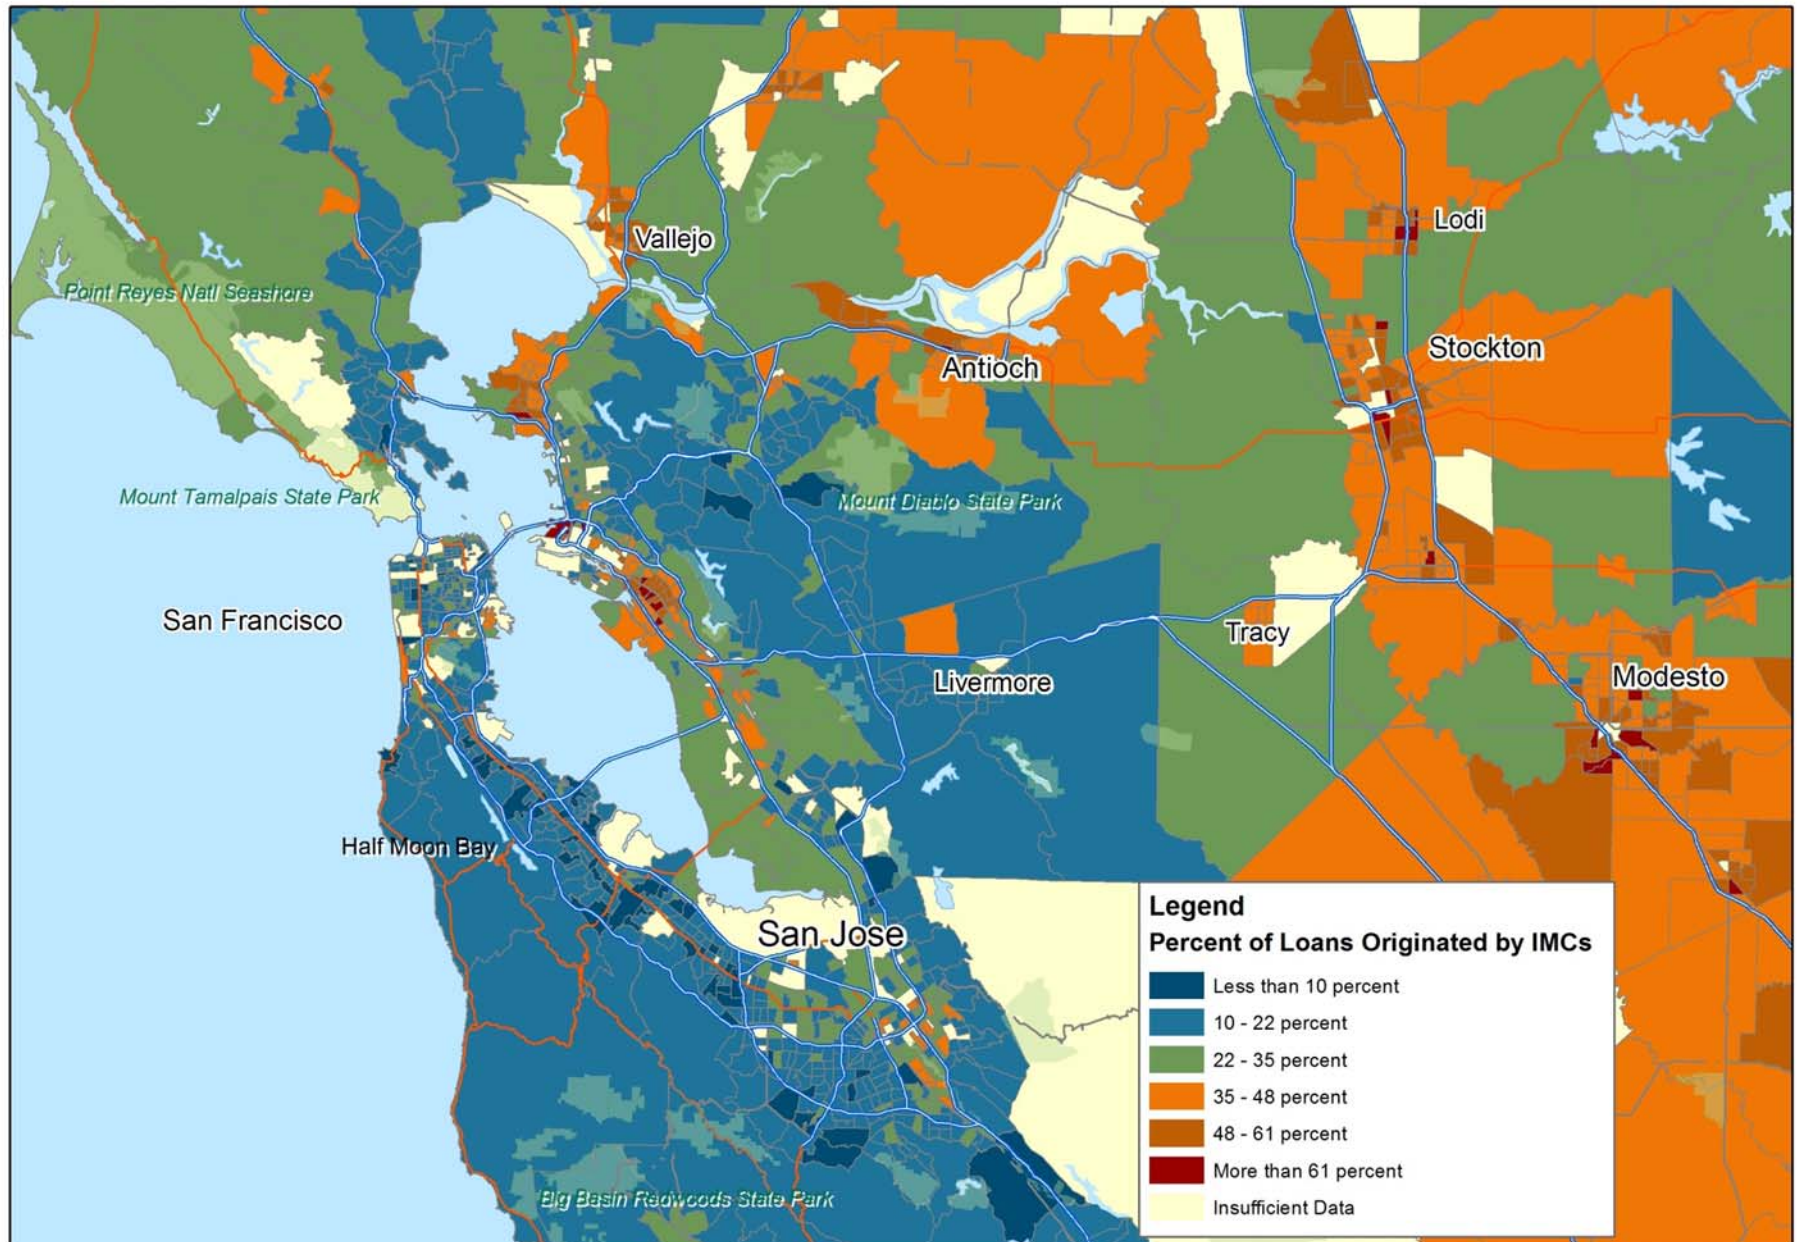 Vallejo
Lodi
Point Reyes Natl Seashore
Stockton
Antioch
Mount Tamalpais State Park
Mount Diablo State Park
San Francisco
Tracy
Livermore
Modesto
Half Moon Bay
San Jose
Big Basin Redwoods State Park
Legend
Percent of Loans Originated by IMCs
Less than 10 percent
10 - 22 percent
22 - 35 percent
35 - 48 percent
48 - 61 percent
More than 61 percent
Insufficient Data